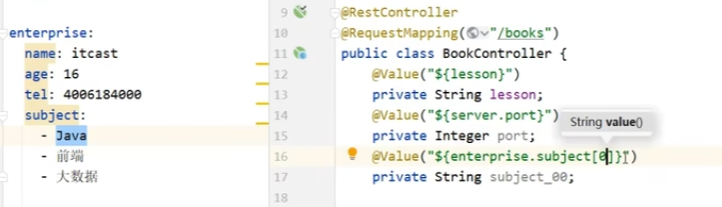 enterprise:
name: itcast
age: 16
tel: 4006184000
subject:
- Java
- 前端
- 大数据
9 @RestController
10 @RequestMapping("/books")
11 public class BookController {
12 @Value("${lesson}")
13 private String lesson;
14 @Value("${server.port}")
String value()
15 private Integer port;
16 @Value("${enterprise.subject[0]}")
17 private String subject_00;
18